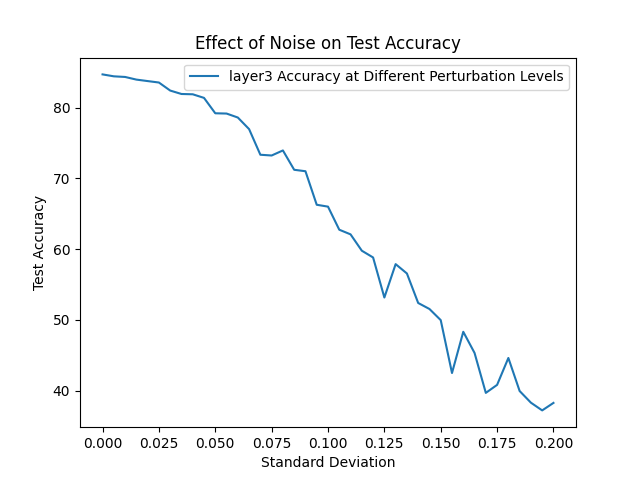 Effect of Noise on Test Accuracy
layer3 Accuracy at Different Perturbation Levels
80
70
60
50
40
Test Accuracy
0.000 0.025 0.050 0.075 0.100 0.125 0.150 0.175 0.200
Standard Deviation